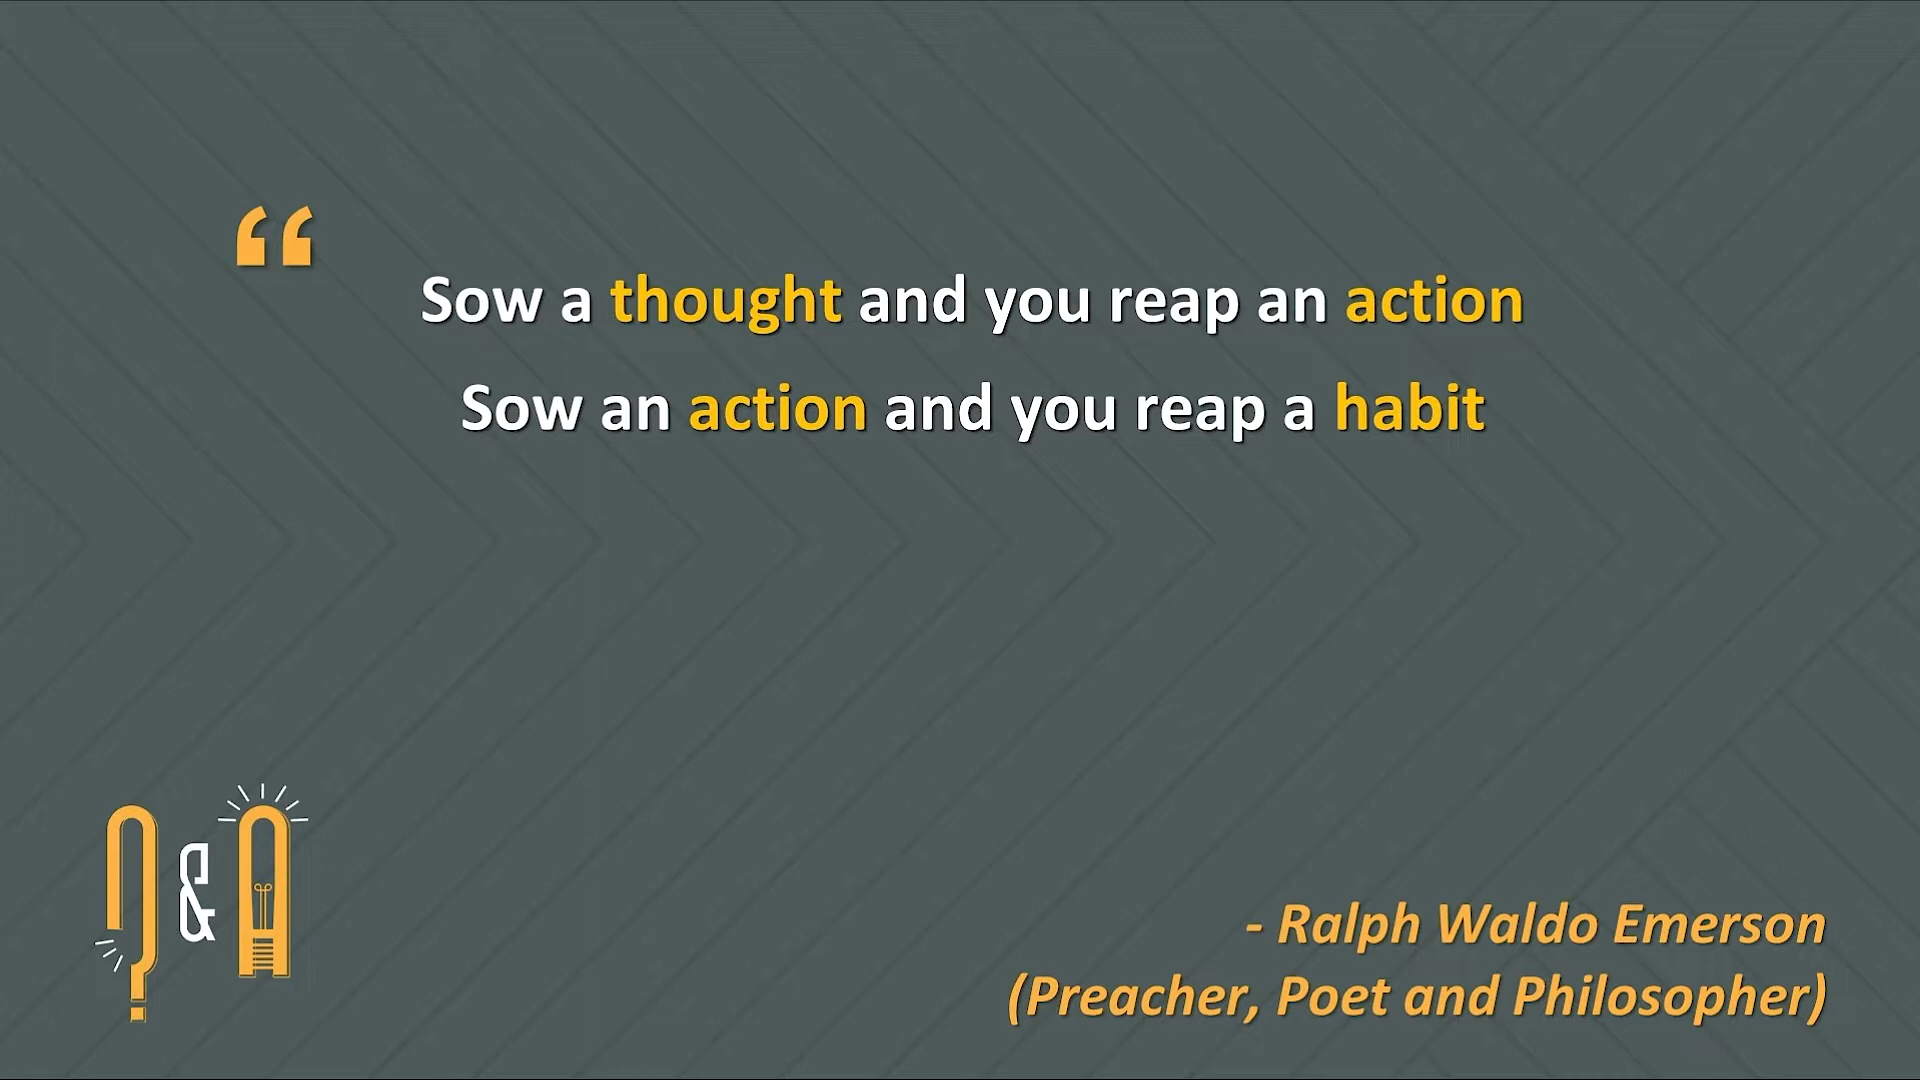 “
Sow a thought and you reap an action
Sow an action and you reap a habit
? & A
- Ralph Waldo Emerson
(Preacher, Poet and Philosopher)